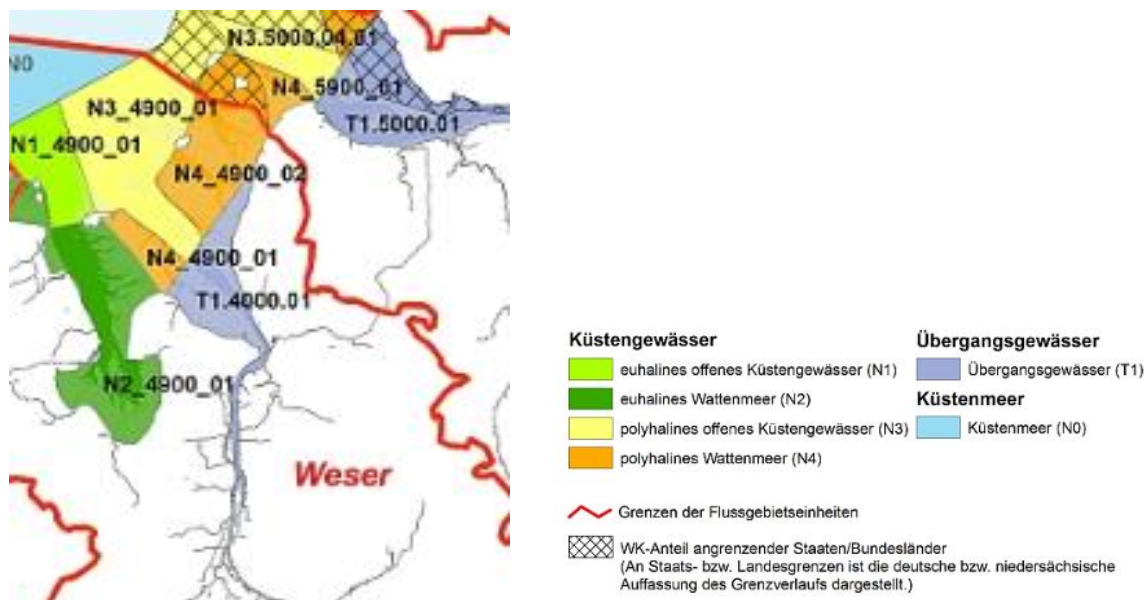 N3.5000.04.01
N0
N4_5900_01
N3_4900_01
T1.5000.01
N1_4900_01
N4_4900_02
N4_4900_01
T1.4000.01
N2_4900_01
Weser
Küstengewässer
euhalines offenes Küstengewässer (N1)
euhalines Wattenmeer (N2)
polyhalines offenes Küstengewässer (N3)
polyhalines Wattenmeer (N4)
Übergangsgewässer
Übergangsgewässer (T1)
Küstenmeer
Küstenmeer (N0)
Grenzen der Flussgebietseinheiten
WK-Anteil angrenzender Staaten/Bundesländer
(An Staats- bzw. Landesgrenzen ist die deutsche bzw. niedersächsische
Auffassung des Grenzverlaufs dargestellt.)